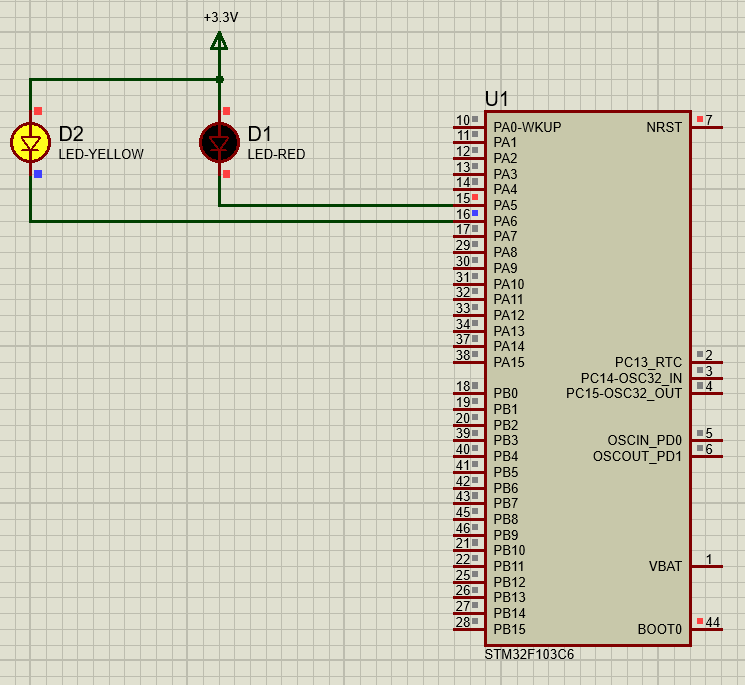 +3.3V
D2
LED-YELLOW
D1
LED-RED
U1
10 PA0-WKUP NRST 7
11 PA1
12 PA2
13 PA3
14 PA4
15 PA5
16 PA6
17 PA7
29 PA8
30 PA9
31 PA10
32 PA11
33 PA12
34 PA13
37 PA14
38 PA15 PC13_RTC 2
PC14-OSC32_IN 3
18 PB0 PC15-OSC32_OUT 4
19 PB1
20 PB2
39 PB3 OSCIN_PD0 5
40 PB4 OSCOUT_PD1 6
41 PB5
42 PB6
43 PB7
45 PB8
46 PB9
21 PB10
22 PB11 VBAT 1
25 PB12
26 PB13
27 PB14
28 PB15 BOOT0 44
STM32F103C6